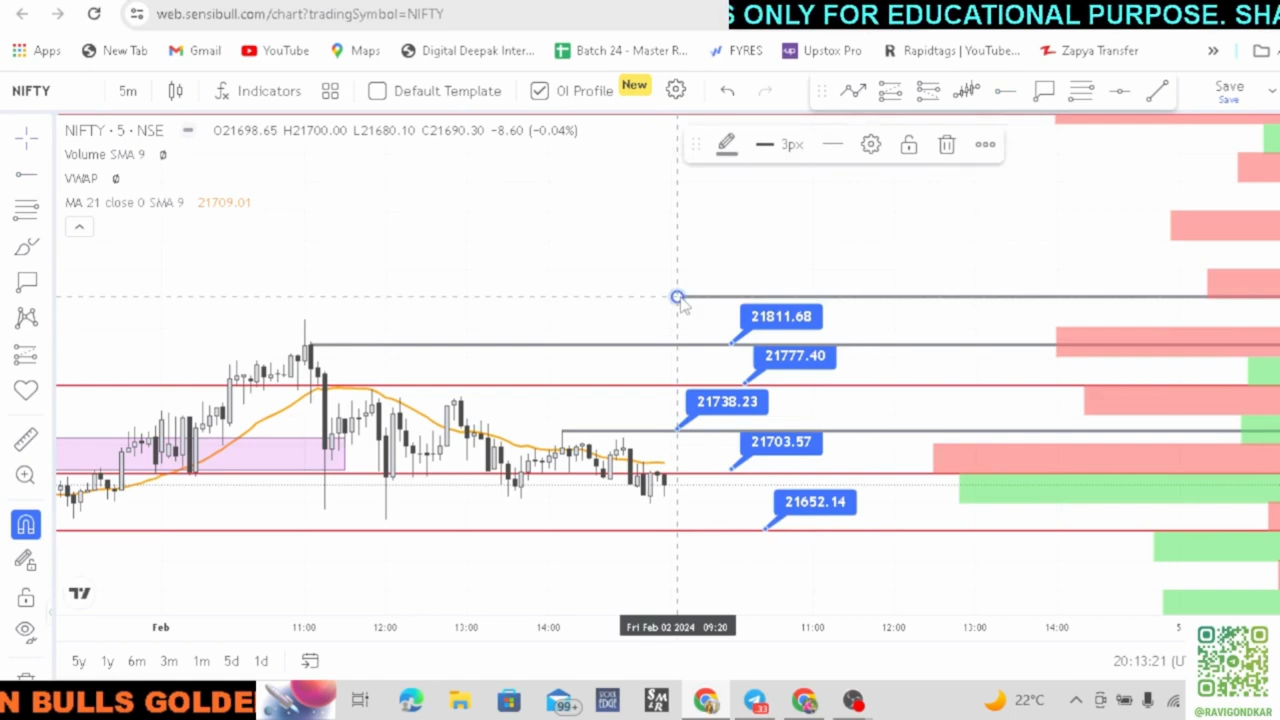 web.sensibull.com/chart?tradingSymbol=NIFTY
S ONLY FOR EDUCATIONAL PURPOSE. SHA
Apps
New Tab
Gmail
YouTube
Maps
Digital Deepak Inter...
Batch 24 - Master R...
FYRES
Upstox Pro
Rapidtags | YouTube...
Zapya Transfer
»
NIFTY
5m
Indicators
Default Template
OI Profile
New
Save
Save
NIFTY · 5 · NSE
O21698.65 H21700.00 L21680.10 C21690.30 -8.60 (-0.04%)
3px
Volume SMA 9
VWAP
MA 21 close 0 SMA 9 21709.01
21811.68
21777.40
21738.23
21703.57
21652.14
Feb
11:00
12:00
13:00
14:00
Fri Feb 02 2024 09:20
11:00
12:00
13:00
14:00
5
5y
1y
6m
3m
1m
5d
1d
20:13:21 (U
N BULLS GOLDE
99+
33
22°C
@RAVIGONDKAR